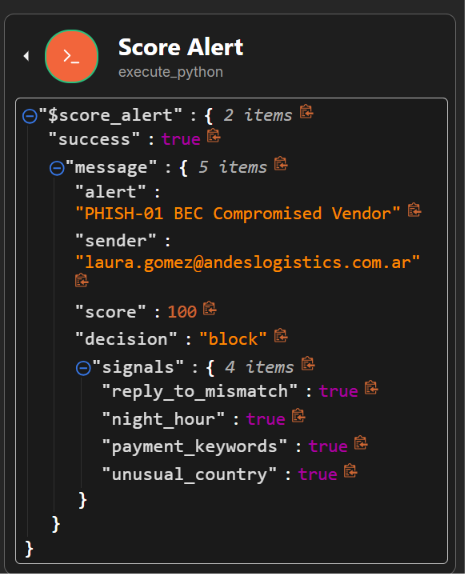 Score Alert
execute_python
"$score_alert" : { 2 items
"success" : true
"message" : { 5 items
"alert" :
"PHISH-01 BEC Compromised Vendor"
"sender" :
"laura.gomez@andeslogistics.com.ar"
"score" : 100
"decision" : "block"
"signals" : { 4 items
"reply_to_mismatch" : true
"night_hour" : true
"payment_keywords" : true
"unusual_country" : true
}
}
}